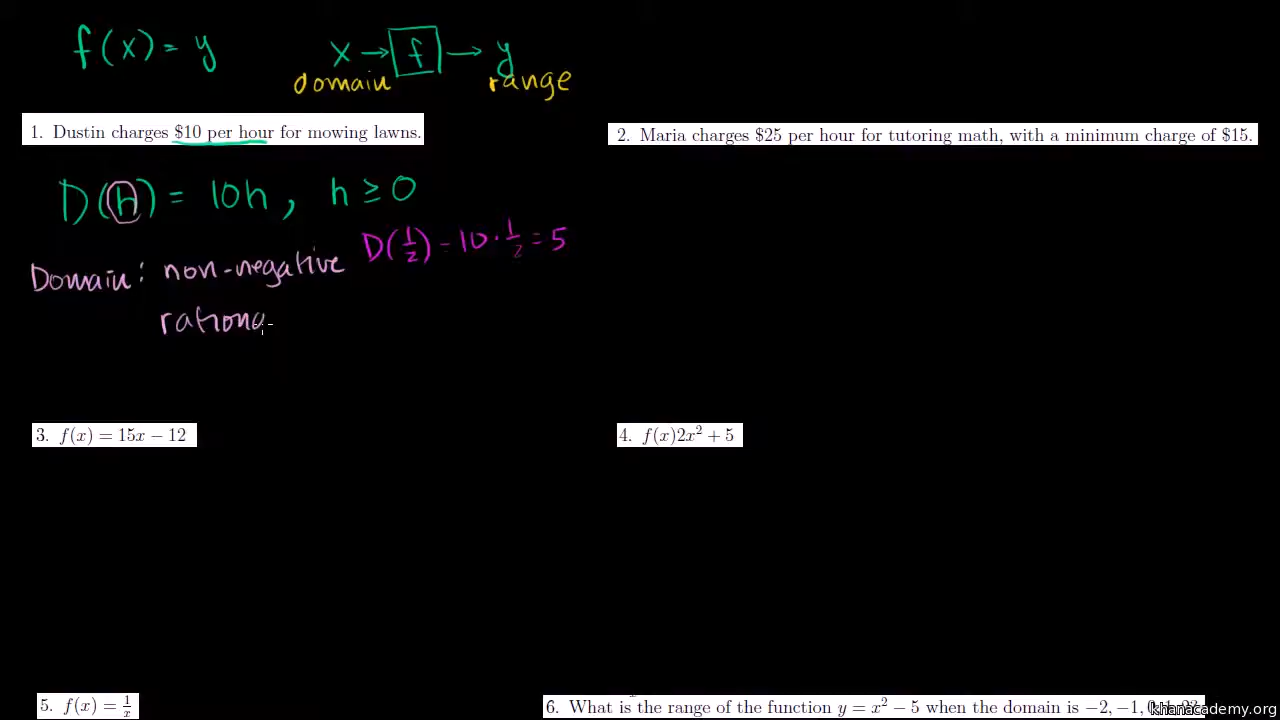 f(x) = y x → f → y
domain range
1. Dustin charges $10 per hour for mowing lawns.
2. Maria charges $25 per hour for tutoring math, with a minimum charge of $15.
D(h) = 10h, h ≥ 0
D(1/2) = 10 · 1/2 = 5
Domain: non-negative
rationa
3. f(x) = 15x − 12
4. f(x)2x² + 5
5. f(x) = 1/x
6. What is the range of the function y = x² − 5 when the domain is −2, −1,
khanacademy.org